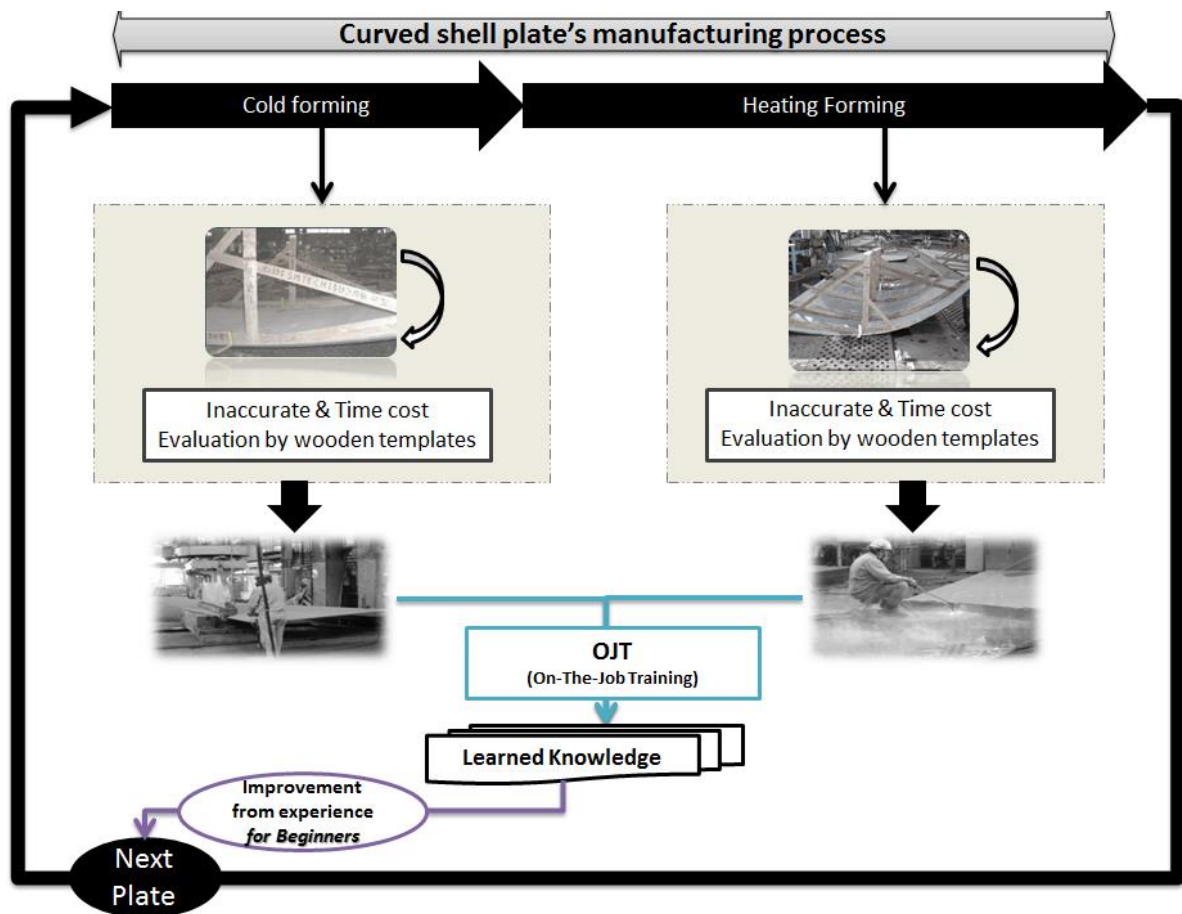 Curved shell plate's manufacturing process
Cold forming
Heating Forming
Inaccurate & Time cost
Evaluation by wooden templates
Inaccurate & Time cost
Evaluation by wooden templates
OJT
(On-The-Job Training)
Learned Knowledge
Improvement
from experience
for Beginners
Next
Plate